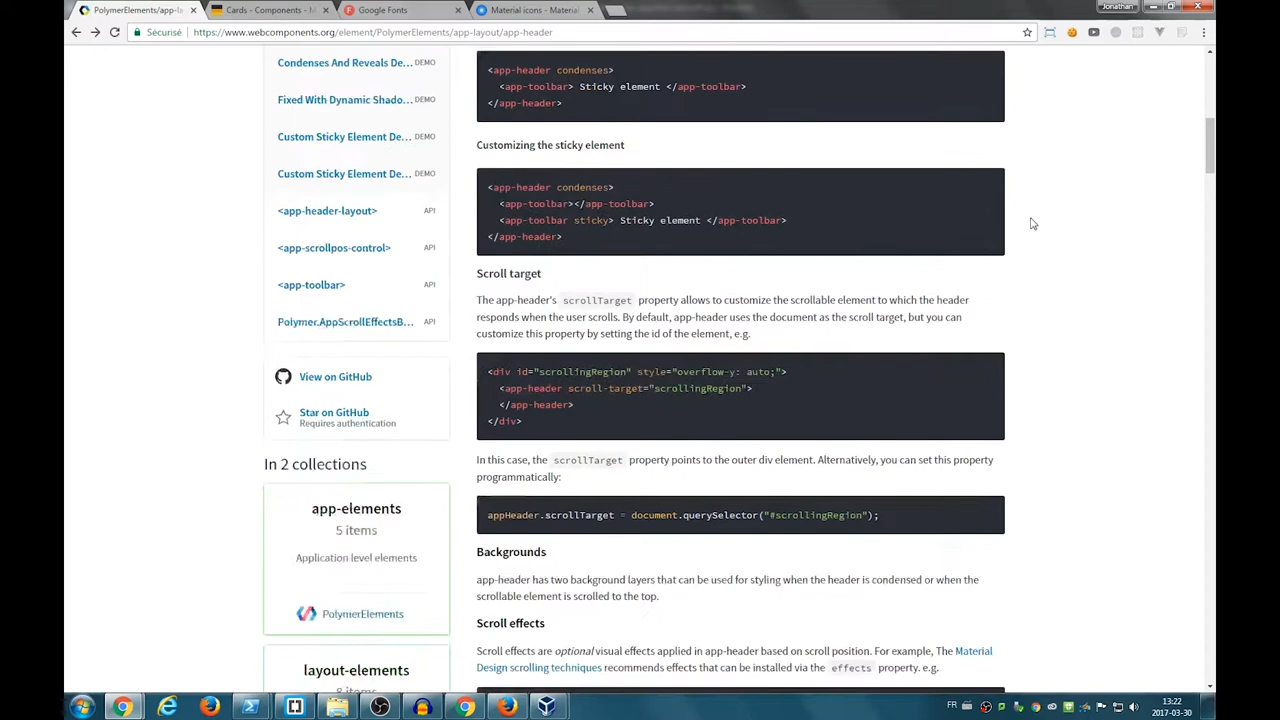 PolymerElements/app-la
Cards - Components - M
Google Fonts
Material icons - Material
Jonathan
Sécurisé
https://www.webcomponents.org/element/PolymerElements/app-layout/app-header
Condenses And Reveals De... DEMO
Fixed With Dynamic Shado... DEMO
Custom Sticky Element De... DEMO
Custom Sticky Element De... DEMO
<app-header-layout> API
<app-scrollpos-control> API
<app-toolbar> API
Polymer.AppScrollEffectsB... API
View on GitHub
Star on GitHub
Requires authentication
In 2 collections
app-elements
5 items
Application level elements
PolymerElements
layout-elements
8 items
<app-header condenses>
<app-toolbar> Sticky element </app-toolbar>
</app-header>
Customizing the sticky element
<app-header condenses>
<app-toolbar></app-toolbar>
<app-toolbar sticky> Sticky element </app-toolbar>
</app-header>
Scroll target
The app-header's scrollTarget property allows to customize the scrollable element to which the header
responds when the user scrolls. By default, app-header uses the document as the scroll target, but you can
customize this property by setting the id of the element, e.g.
<div id="scrollingRegion" style="overflow-y: auto;">
<app-header scroll-target="scrollingRegion">
</app-header>
</div>
In this case, the scrollTarget property points to the outer div element. Alternatively, you can set this property
programmatically:
appHeader.scrollTarget = document.querySelector("#scrollingRegion");
Backgrounds
app-header has two background layers that can be used for styling when the header is condensed or when the
scrollable element is scrolled to the top.
Scroll effects
Scroll effects are optional visual effects applied in app-header based on scroll position. For example, The Material
Design scrolling techniques recommends effects that can be installed via the effects property. e.g.
FR
13:22
2017-03-30